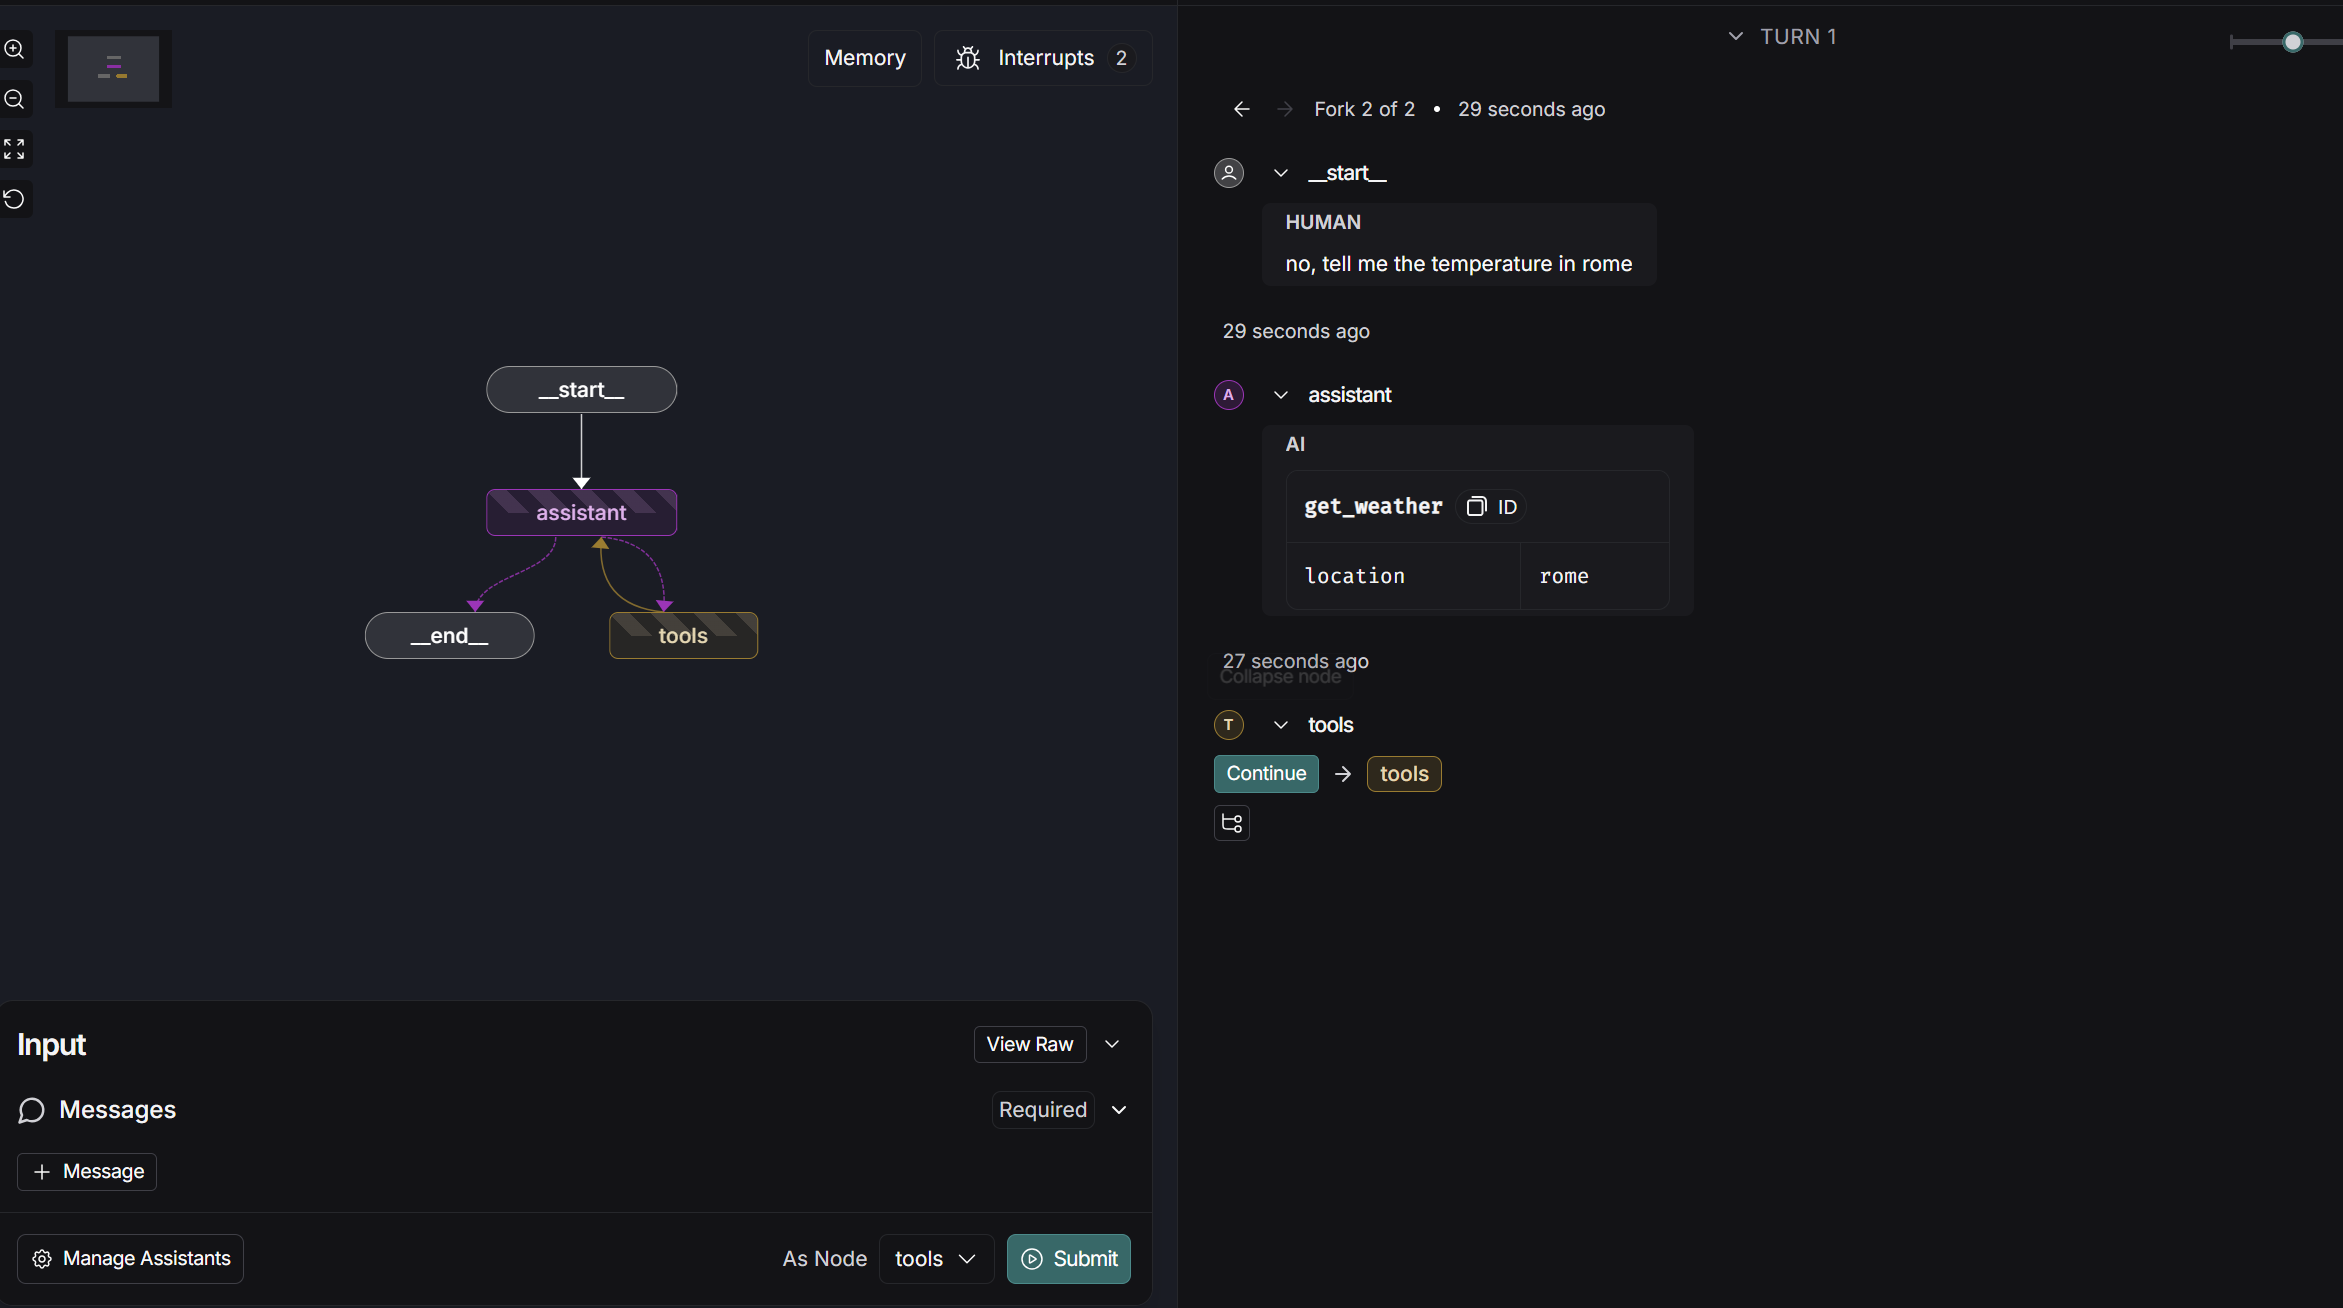 Memory
Interrupts 2
__start__
assistant
__end__
tools
Input
View Raw
Messages
Required
+ Message
Manage Assistants
As Node
tools
Submit
TURN 1
Fork 2 of 2 • 29 seconds ago
__start__
HUMAN
no, tell me the temperature in rome
29 seconds ago
A
assistant
AI
get_weather ID
location rome
27 seconds ago
Collapse node
T
tools
Continue → tools